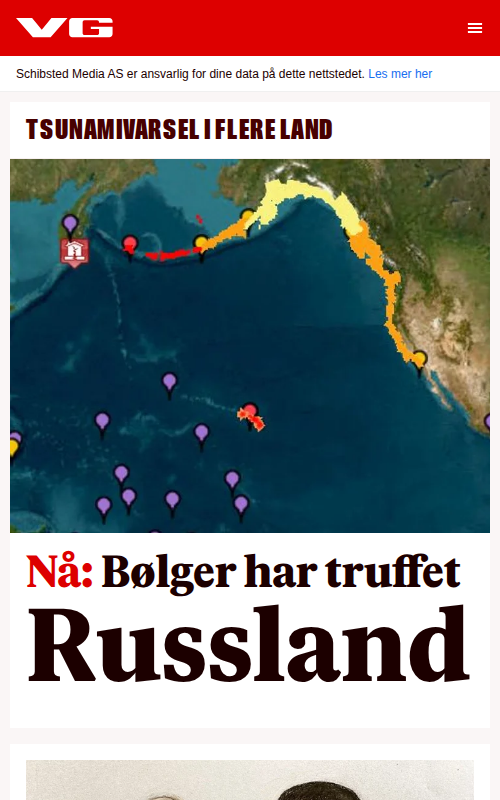 VG
Schibsted Media AS er ansvarlig for dine data på dette nettstedet. Les mer her
TSUNAMIVARSEL I FLERE LAND
Nå: Bølger har truffet
Russland